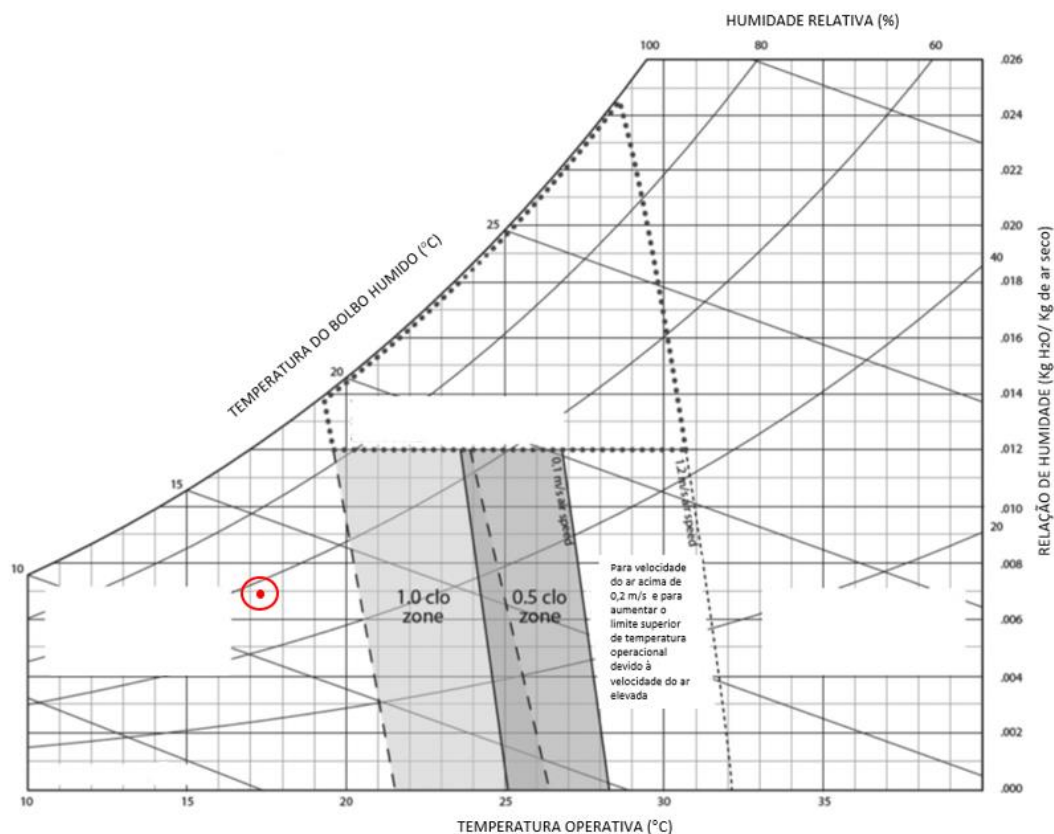 HUMIDADE RELATIVA (%)
100
80
60
.026
.024
.022
25
.020
40
.018
TEMPERATURA DO BOLBO HUMIDO (°C)
.016
20
.014
.012
15
.010
20
0,1 m/s air speed
1.2 m/s air speed
RELAÇÃO DE HUMIDADE (Kg H2O/ Kg de ar seco)
10
.008
Para velocidade
do ar acima de
0,2 m/s e para
aumentar o
limite superior
de temperatura
operacional
devido à
velocidade do ar
elevada
1.0 clo
zone
0.5 clo
zone
.006
.004
.002
.000
10
15
20
25
30
35
TEMPERATURA OPERATIVA (°C)